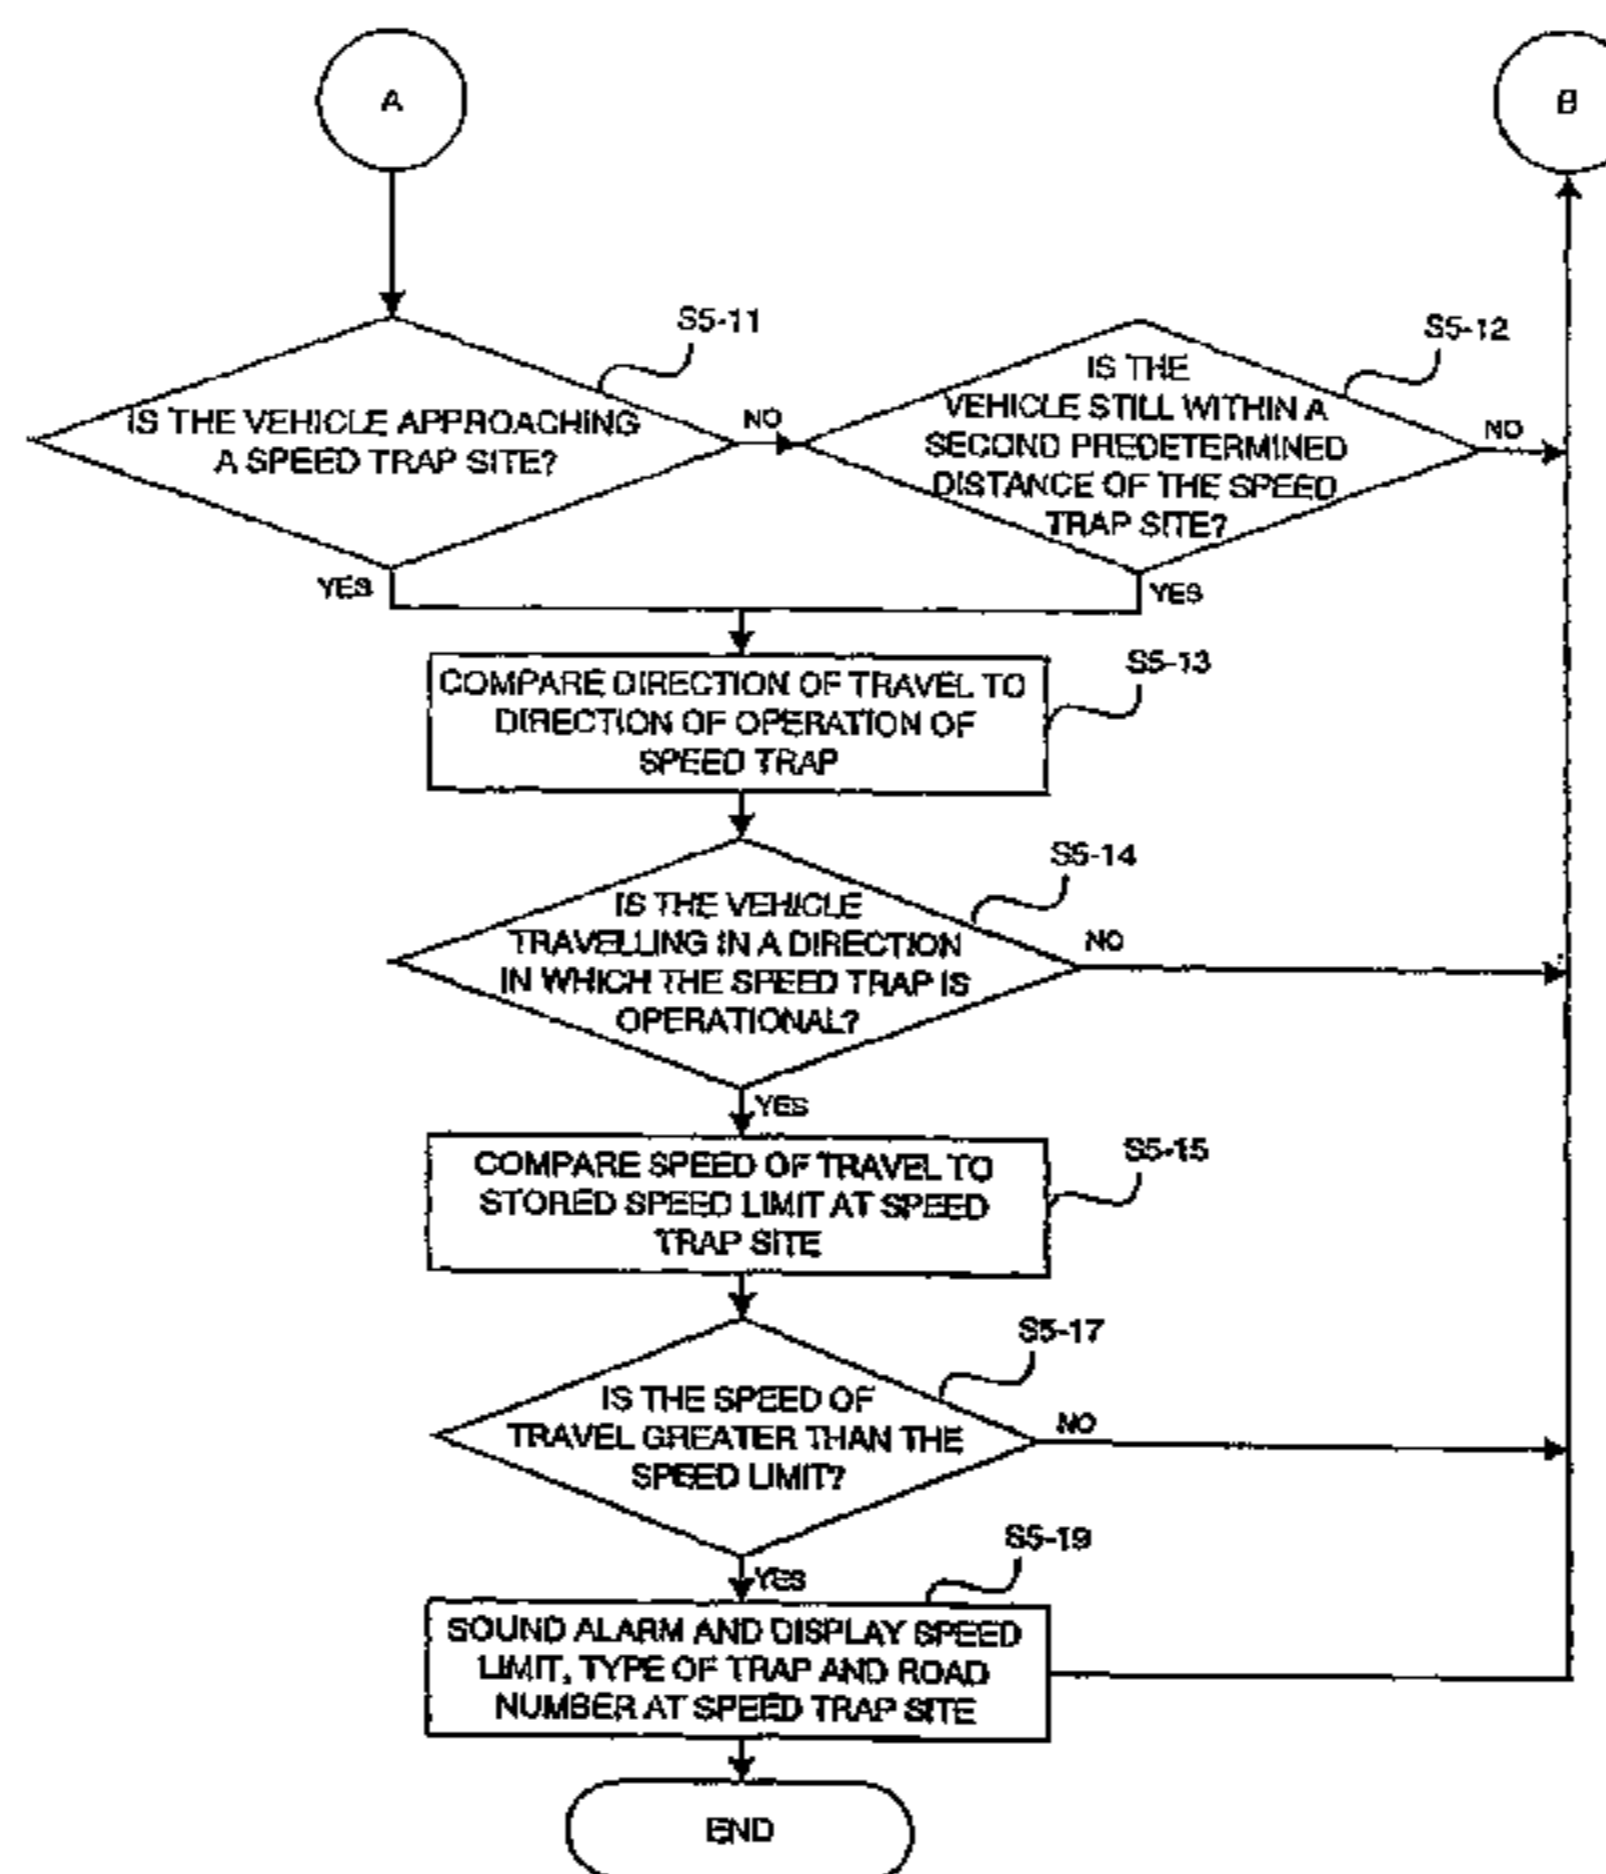 A
B
S5-11
IS THE VEHICLE APPROACHING
A SPEED TRAP SITE?
NO
YES
S5-12
IS THE
VEHICLE STILL WITHIN A
SECOND PREDETERMINED
DISTANCE OF THE SPEED
TRAP SITE?
NO
YES
S5-13
COMPARE DIRECTION OF TRAVEL TO
DIRECTION OF OPERATION OF
SPEED TRAP
S5-14
IS THE VEHICLE
TRAVELLING IN A DIRECTION
IN WHICH THE SPEED TRAP IS
OPERATIONAL?
NO
YES
S5-15
COMPARE SPEED OF TRAVEL TO
STORED SPEED LIMIT AT SPEED
TRAP SITE
S5-17
IS THE SPEED OF
TRAVEL GREATER THAN THE
SPEED LIMIT?
NO
YES
S5-19
SOUND ALARM AND DISPLAY SPEED
LIMIT, TYPE OF TRAP AND ROAD
NUMBER AT SPEED TRAP SITE
END